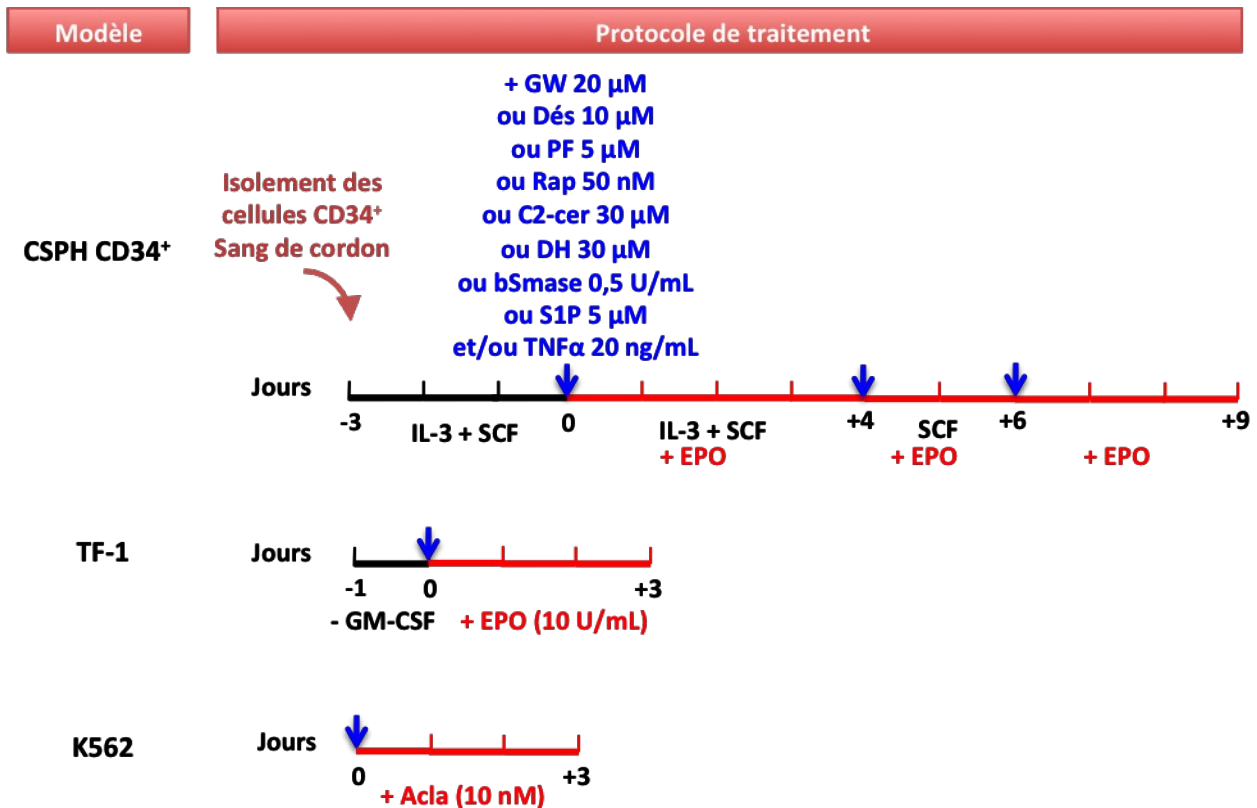 Modèle
Protocole de traitement
+ GW 20 µM
ou Dés 10 µM
ou PF 5 µM
ou Rap 50 nM
ou C2-cer 30 µM
ou DH 30 µM
ou bSmase 0,5 U/mL
ou S1P 5 µM
et/ou TNFα 20 ng/mL
Isolement des
cellules CD34⁺
Sang de cordon
CSPH CD34⁺
Jours
-3 0 +4 +6 +9
IL-3 + SCF IL-3 + SCF SCF
+ EPO + EPO + EPO
TF-1
Jours
-1 0 +3
- GM-CSF + EPO (10 U/mL)
K562
Jours
0 +3
+ Acla (10 nM)